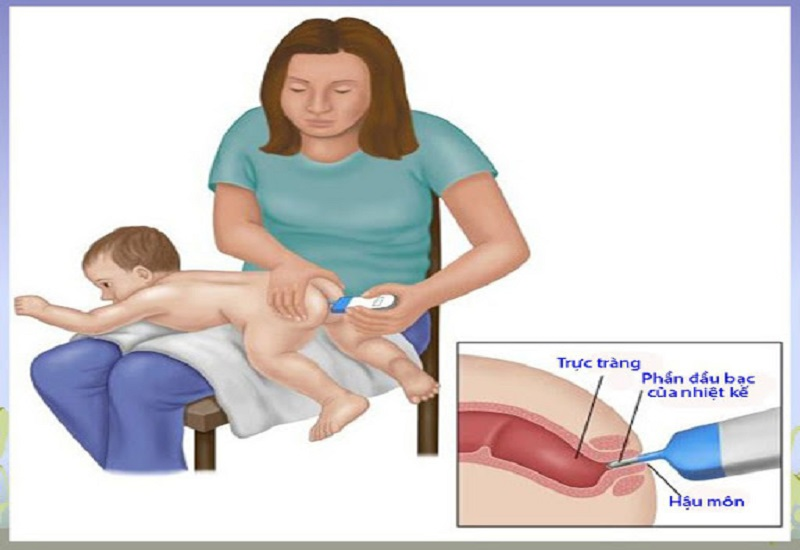 Trực tràng
Phần đầu bạc
của nhiệt kế
Hậu môn